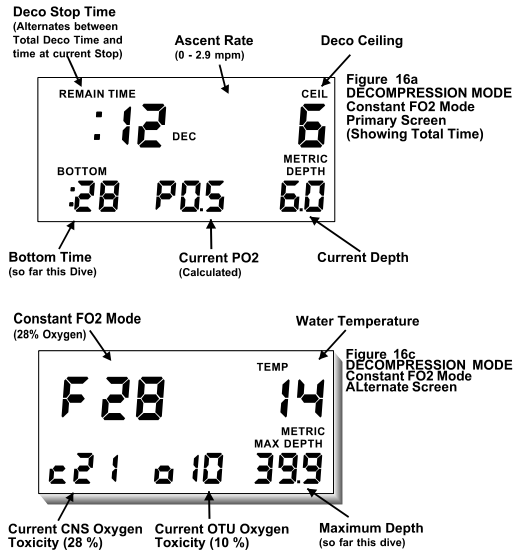 Deco Stop Time
(Alternates between
Total Deco Time and
time at current Stop)
Ascent Rate
(0 - 2.9 mpm)
Deco Ceiling
Figure 16a
DECOMPRESSION MODE
Constant FO2 Mode
Primary Screen
(Showing Total Time)
REMAIN TIME
CEIL
:12 DEC
6
METRIC
BOTTOM
DEPTH
:28
P0.5
6.0
Bottom Time
(so far this Dive)
Current PO2
(Calculated)
Current Depth
Constant FO2 Mode
(28% Oxygen)
Water Temperature
Figure 16c
DECOMPRESSION MODE
Constant FO2 Mode
ALternate Screen
TEMP
F 28
14
METRIC
MAX DEPTH
c21
o 10
39.9
Current CNS Oxygen
Toxicity (28 %)
Current OTU Oxygen
Toxicity (10 %)
Maximum Depth
(so far this dive)